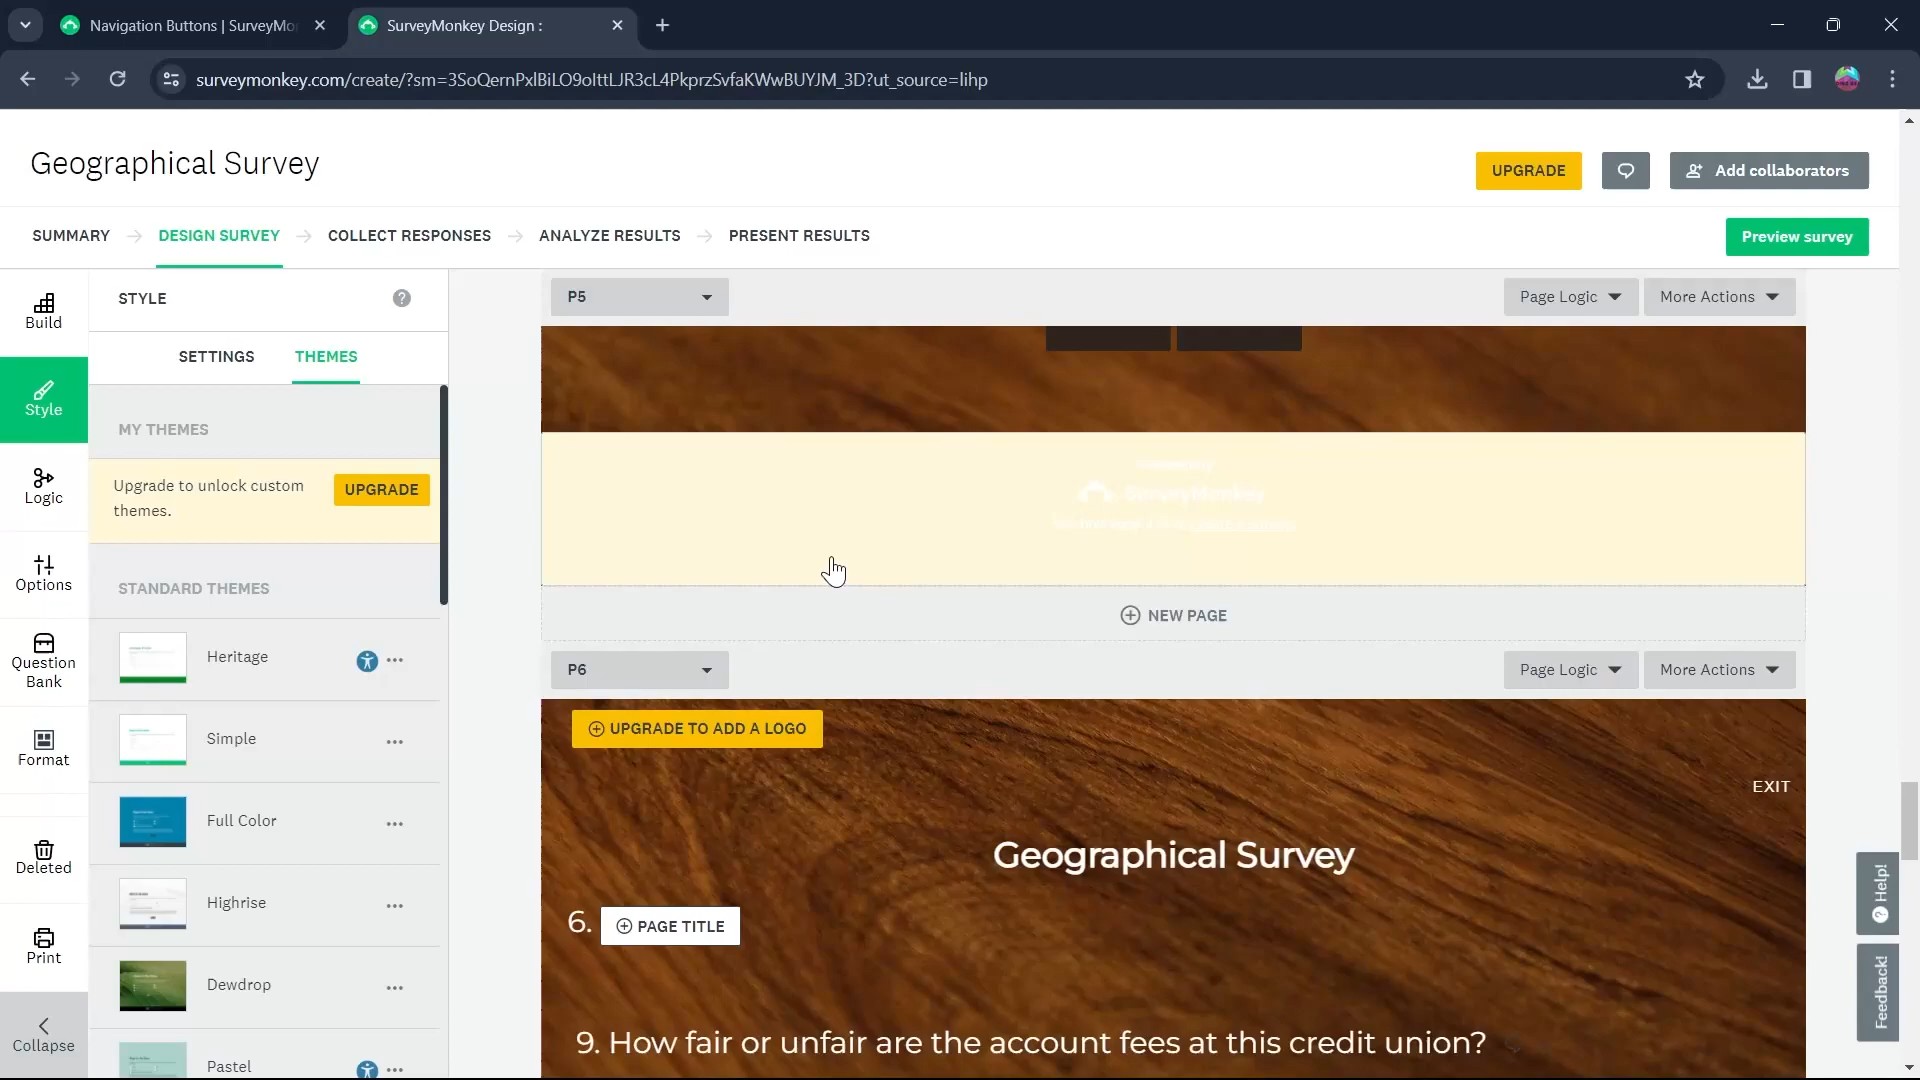 Navigation Buttons | SurveyMo
SurveyMonkey Design :
surveymonkey.com/create/?sm=3SoQernPxlBiLO9olttLJR3cL4PkprzSvfaKWwBUYJM_3D?ut_source=lihp
Geographical Survey
UPGRADE
Add collaborators
SUMMARY
DESIGN SURVEY
COLLECT RESPONSES
ANALYZE RESULTS
PRESENT RESULTS
Preview survey
Build
Style
Logic
Options
Question
Bank
Format
Deleted
Print
Collapse
STYLE
SETTINGS
THEMES
MY THEMES
Upgrade to unlock custom
themes.
UPGRADE
STANDARD THEMES
Heritage
Simple
Full Color
Highrise
Dewdrop
Pastel
P5
Page Logic
More Actions
SurveyMonkey
NEW PAGE
P6
Page Logic
More Actions
UPGRADE TO ADD A LOGO
EXIT
Geographical Survey
6.
PAGE TITLE
9. How fair or unfair are the account fees at this credit union?
Help!
Feedback!